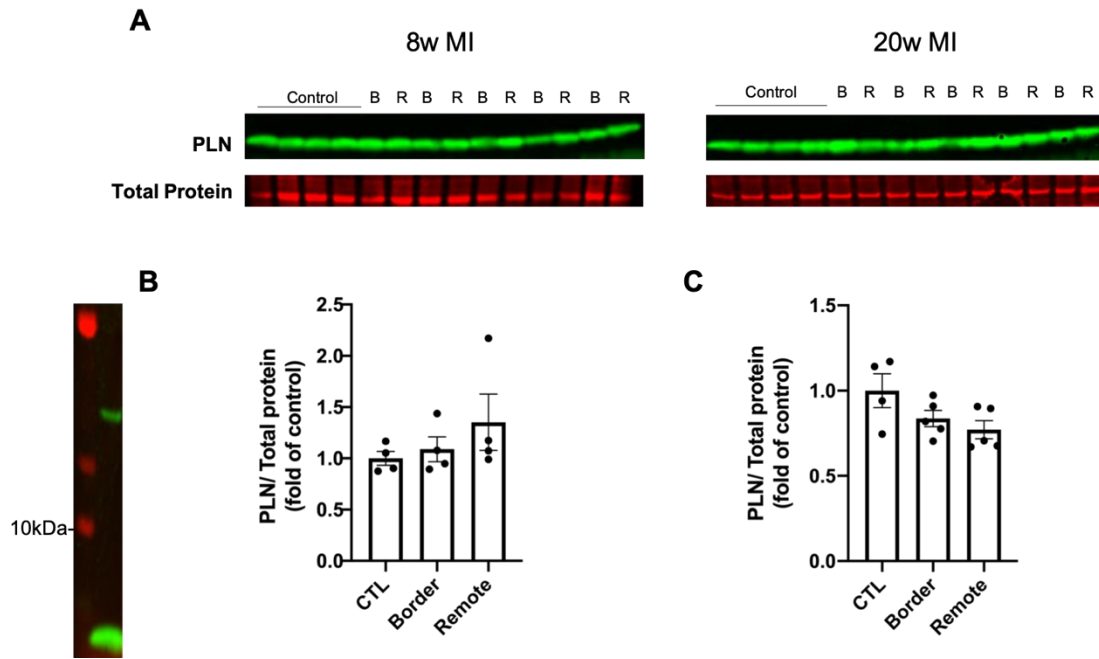 A
8w MI
20w MI
Control B R B R B R B R B R
Control B R B R B R B R B R
PLN
Total Protein
B
C
10kDa-
PLN/ Total protein
(fold of control)
2.5
2.0
1.5
1.0
0.5
0.0
CTL
Border
Remote
PLN/ Total protein
(fold of control)
1.5
1.0
0.5
0.0
CTL
Border
Remote